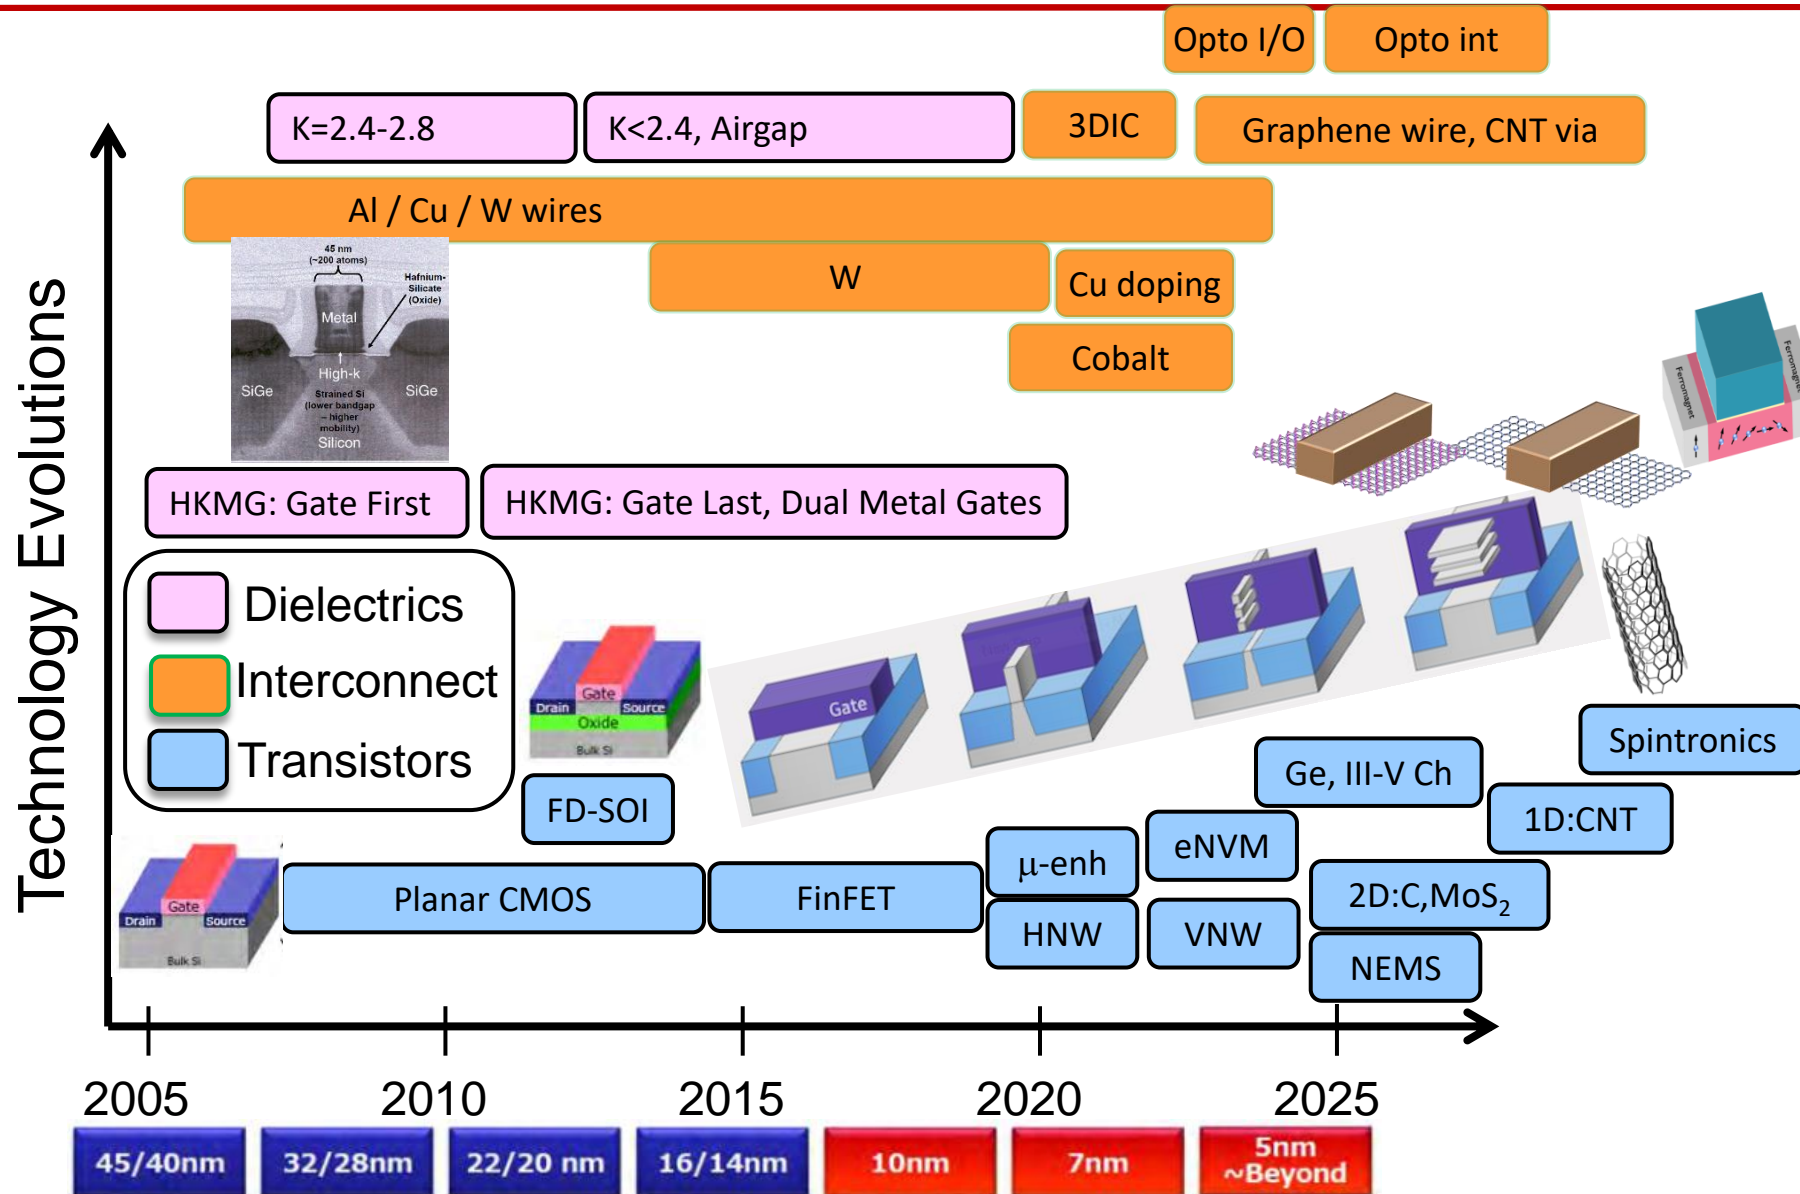 Opto I/O
Opto int
K=2.4-2.8
K<2.4, Airgap
3DIC
Graphene wire, CNT via
Al / Cu / W wires
W
Cu doping
Cobalt
Technology Evolutions
45 nm
(~200 atoms)
Hafnium-
Silicate
(Oxide)
Metal
High-k
SiGe
SiGe
Strained Si
(lower bandgap
– higher
mobility)
Silicon
Ferromagnet
Ferromagnet
HKMG: Gate First
HKMG: Gate Last, Dual Metal Gates
Dielectrics
Interconnect
Transistors
Gate
Drain
Source
Oxide
Bulk Si
Gate
Spintronics
Ge, III-V Ch
FD-SOI
1D:CNT
μ-enh
eNVM
Planar CMOS
FinFET
2D:C,MoS₂
HNW
VNW
NEMS
Gate
Drain
Source
Bulk Si
2005
2010
2015
2020
2025
45/40nm
32/28nm
22/20 nm
16/14nm
10nm
7nm
5nm
~Beyond